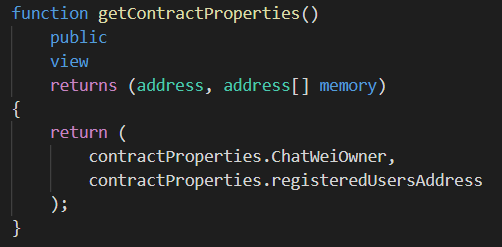 function getContractProperties()
    public
    view
    returns (address, address[] memory)
{
    return (
        contractProperties.ChatWeiOwner,
        contractProperties.registeredUsersAddress
    );
}